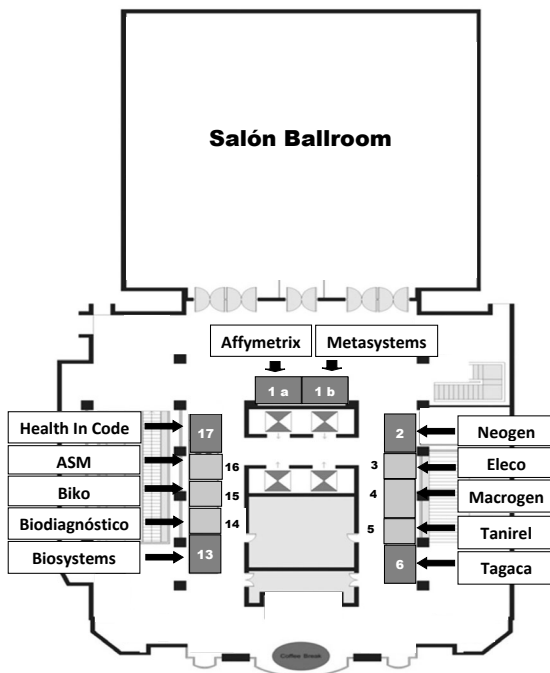 Salón Ballroom
Affymetrix
Metasystems
1 a
1 b
Health In Code
17
2
Neogen
ASM
16
3
Eleco
Biko
15
4
Macrogen
Biodiagnóstico
14
5
Tanirel
Biosystems
13
6
Tagaca
Coffee Break